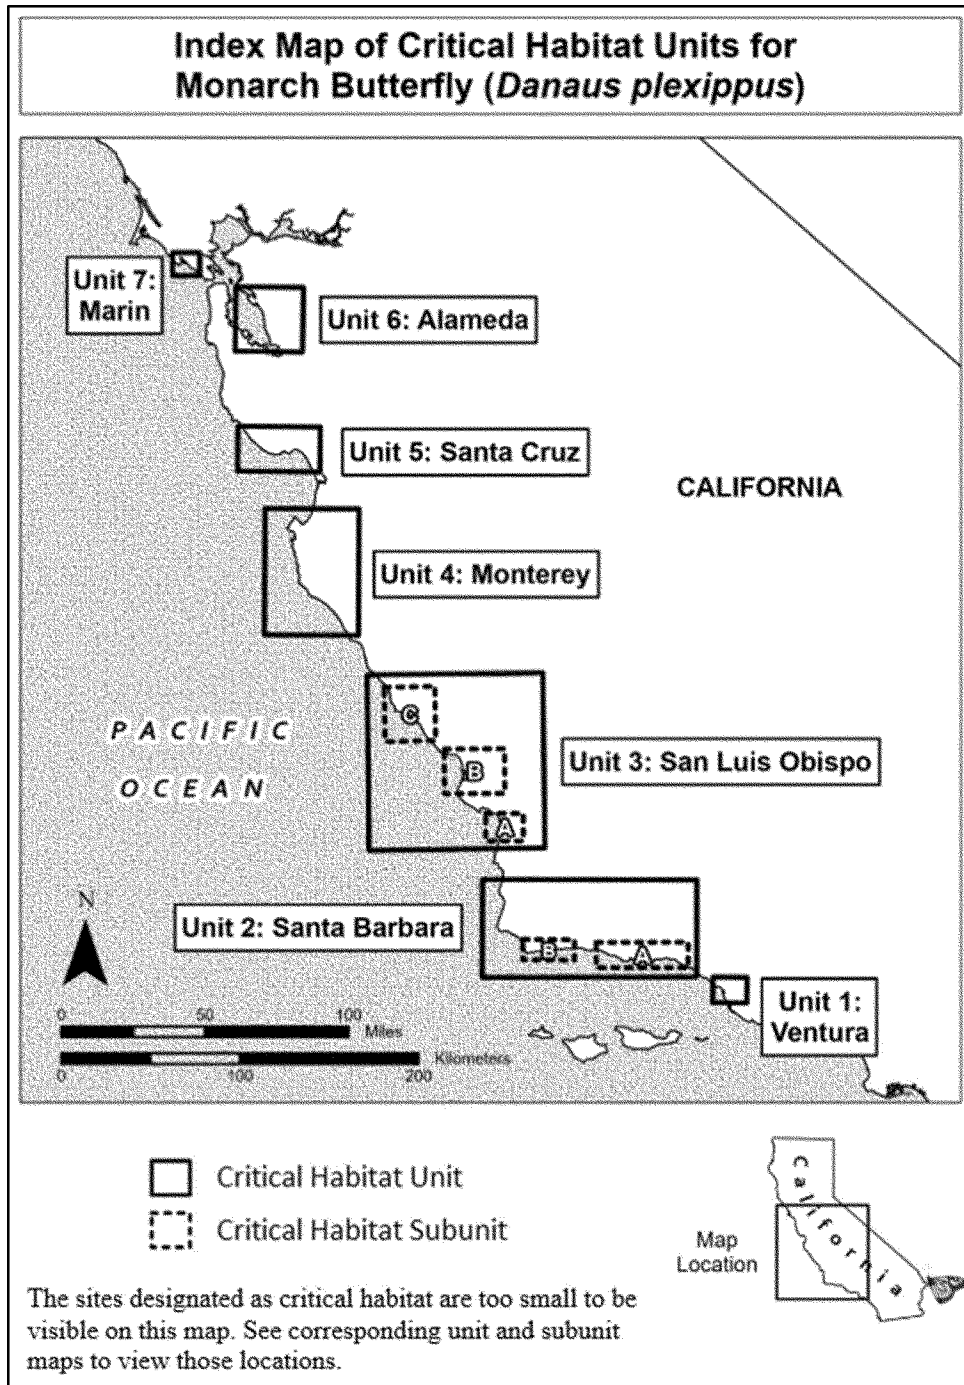 Index Map of Critical Habitat Units for
Monarch Butterfly (Danaus plexippus)
Unit 7:
Marin
Unit 6: Alameda
Unit 5: Santa Cruz
CALIFORNIA
Unit 4: Monterey
PACIFIC
OCEAN
C
B
A
Unit 3: San Luis Obispo
N
Unit 2: Santa Barbara
B
A
Unit 1:
Ventura
0 50 100
Miles
Kilometers
0 100 200
Critical Habitat Unit
Critical Habitat Subunit
Map
Location
California
The sites designated as critical habitat are too small to be
visible on this map. See corresponding unit and subunit
maps to view those locations.